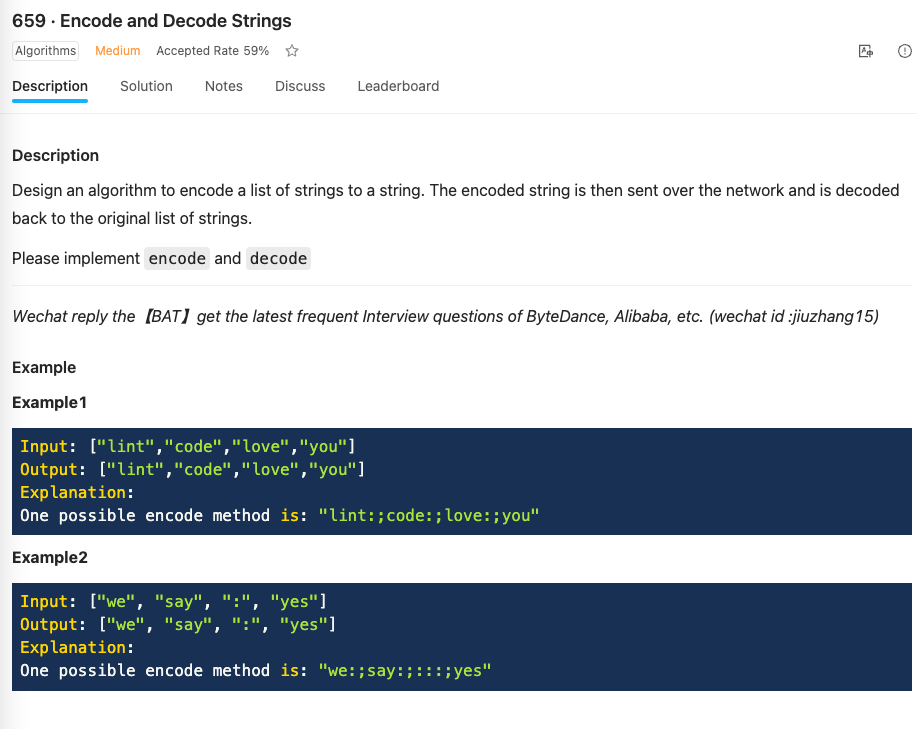 659 · Encode and Decode Strings
Algorithms Medium Accepted Rate 59%
Description Solution Notes Discuss Leaderboard
Description
Design an algorithm to encode a list of strings to a string. The encoded string is then sent over the network and is decoded
back to the original list of strings.
Please implement encode and decode
Wechat reply the 【BAT】 get the latest frequent Interview questions of ByteDance, Alibaba, etc. (wechat id :jiuzhang15)
Example
Example1
Input: ["lint","code","love","you"]
Output: ["lint","code","love","you"]
Explanation:
One possible encode method is: "lint:;code:;love:;you"
Example2
Input: ["we", "say", ":", "yes"]
Output: ["we", "say", ":", "yes"]
Explanation:
One possible encode method is: "we:;say:;:::;yes"